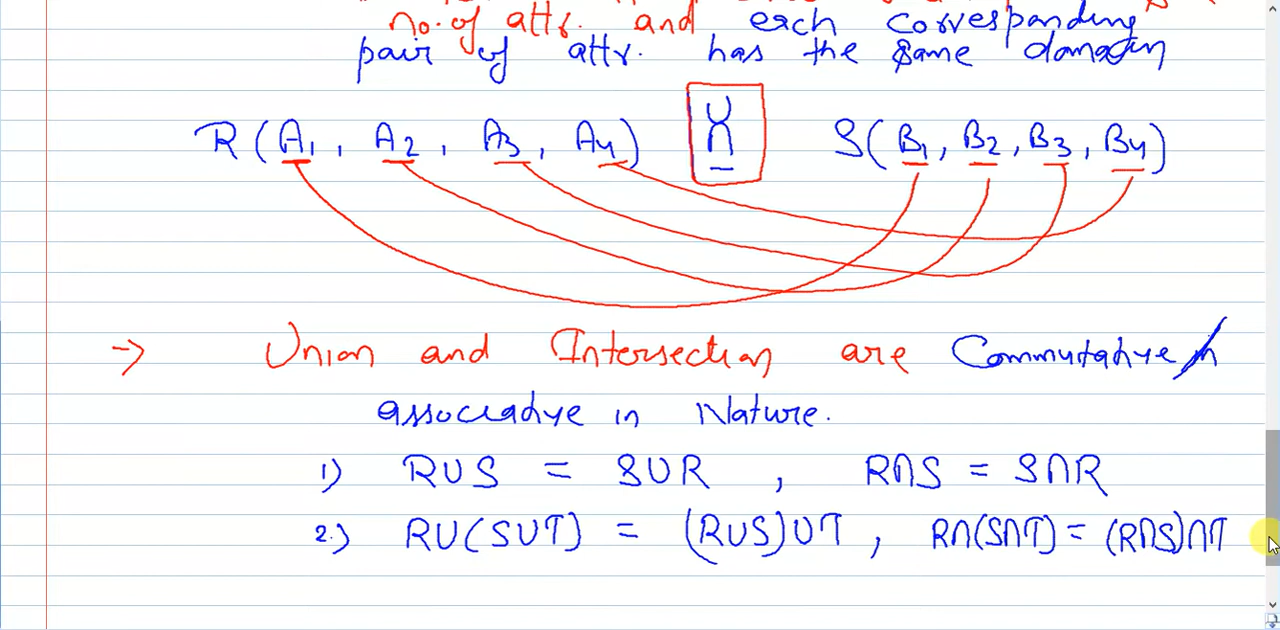 no. of attr. and each corresponding
pair of attr. has the same domain
R(A1, A2, A3, A4) ∪ ∩ − S(B1, B2, B3, B4)
→ Union and Intersection are Commutative /
associative in Nature.
1) R∪S = S∪R , R∩S = S∩R
2.) R∪(S∪T) = (R∪S)∪T , R∩(S∩T) = (R∩S)∩T